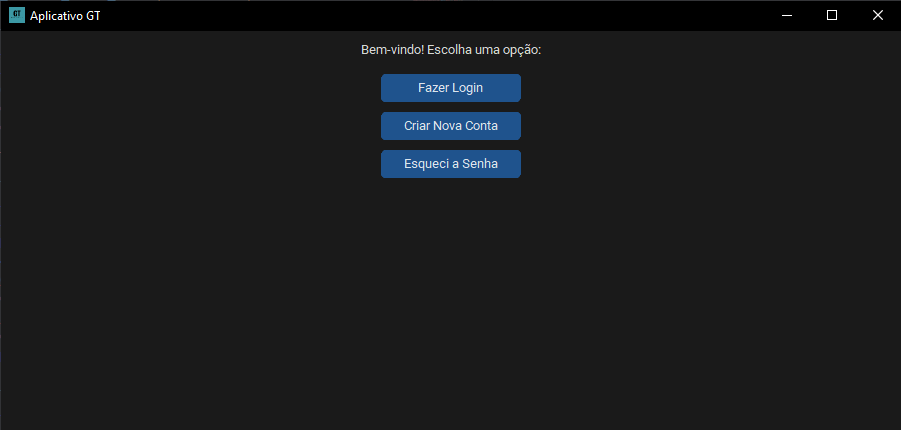 GT Aplicativo GT
Bem-vindo! Escolha uma opção:
Fazer Login
Criar Nova Conta
Esqueci a Senha